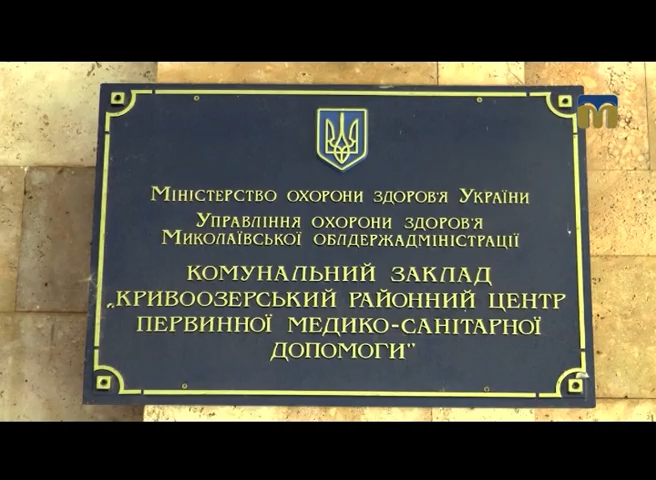 Міністерство охорони здоров'я України
Управління охорони здоров'я
Миколаївської облдержадміністрації
КОМУНАЛЬНИЙ ЗАКЛАД
„КРИВООЗЕРСЬКИЙ РАЙОННИЙ ЦЕНТР
ПЕРВИННОЇ МЕДИКО-САНІТАРНОЇ
ДОПОМОГИ"